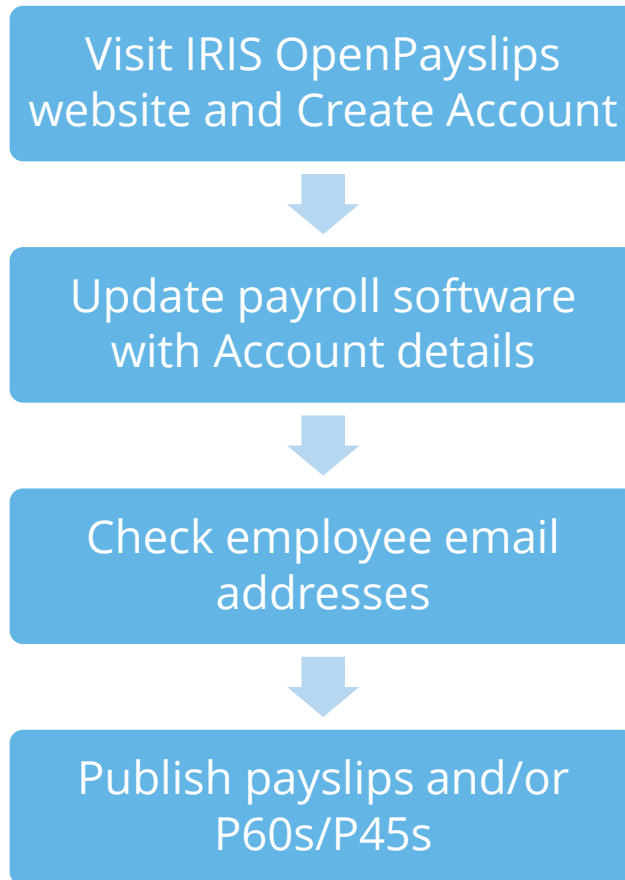 Visit IRIS OpenPayslips
website and Create Account
Update payroll software
with Account details
Check employee email
addresses
Publish payslips and/or
P60s/P45s